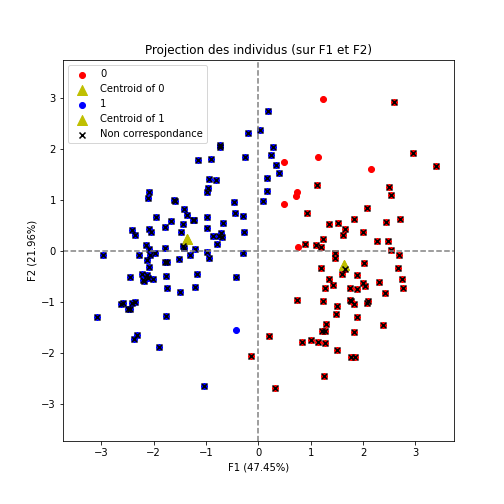 Projection des individus (sur F1 et F2)
0
Centroid of 0
1
Centroid of 1
Non correspondance
F2 (21.96%)
3
2
1
0
−1
−2
−3
−3
−2
−1
0
1
2
3
F1 (47.45%)